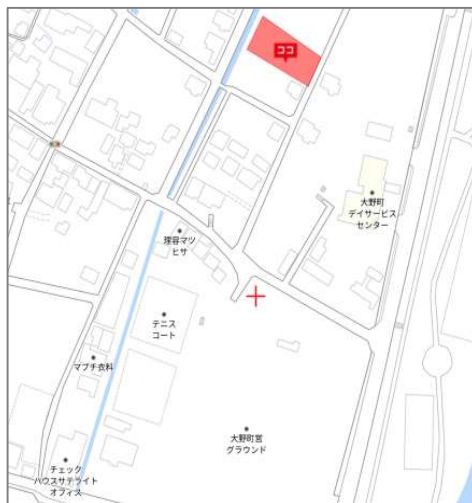 ココ
大野町
デイサービス
センター
理容マツ
ヒサ
テニス
コート
マブチ衣料
大野町営
グラウンド
チェック
ハウスサテライト
オフィス